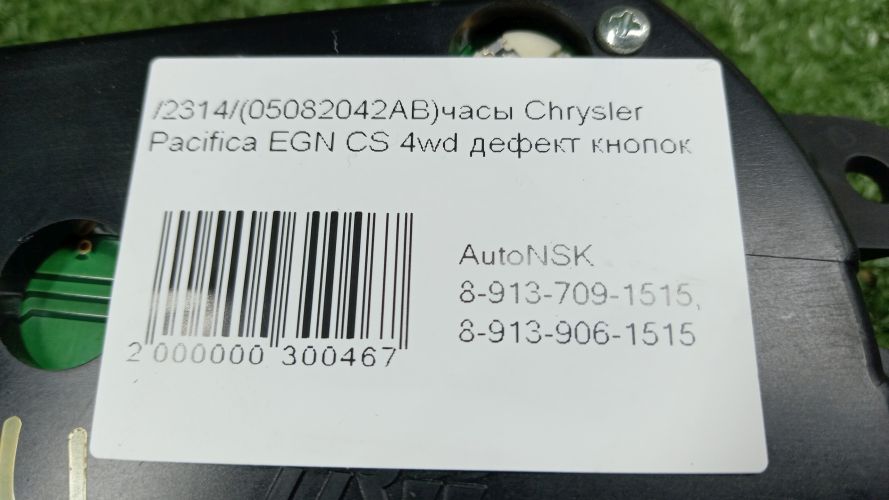 /2314/(05082042AB)часы Chrysler
Pacifica EGN CS 4wd дефект кнопок
AutoNSK
8-913-709-1515,
8-913-906-1515
2 000000 300467